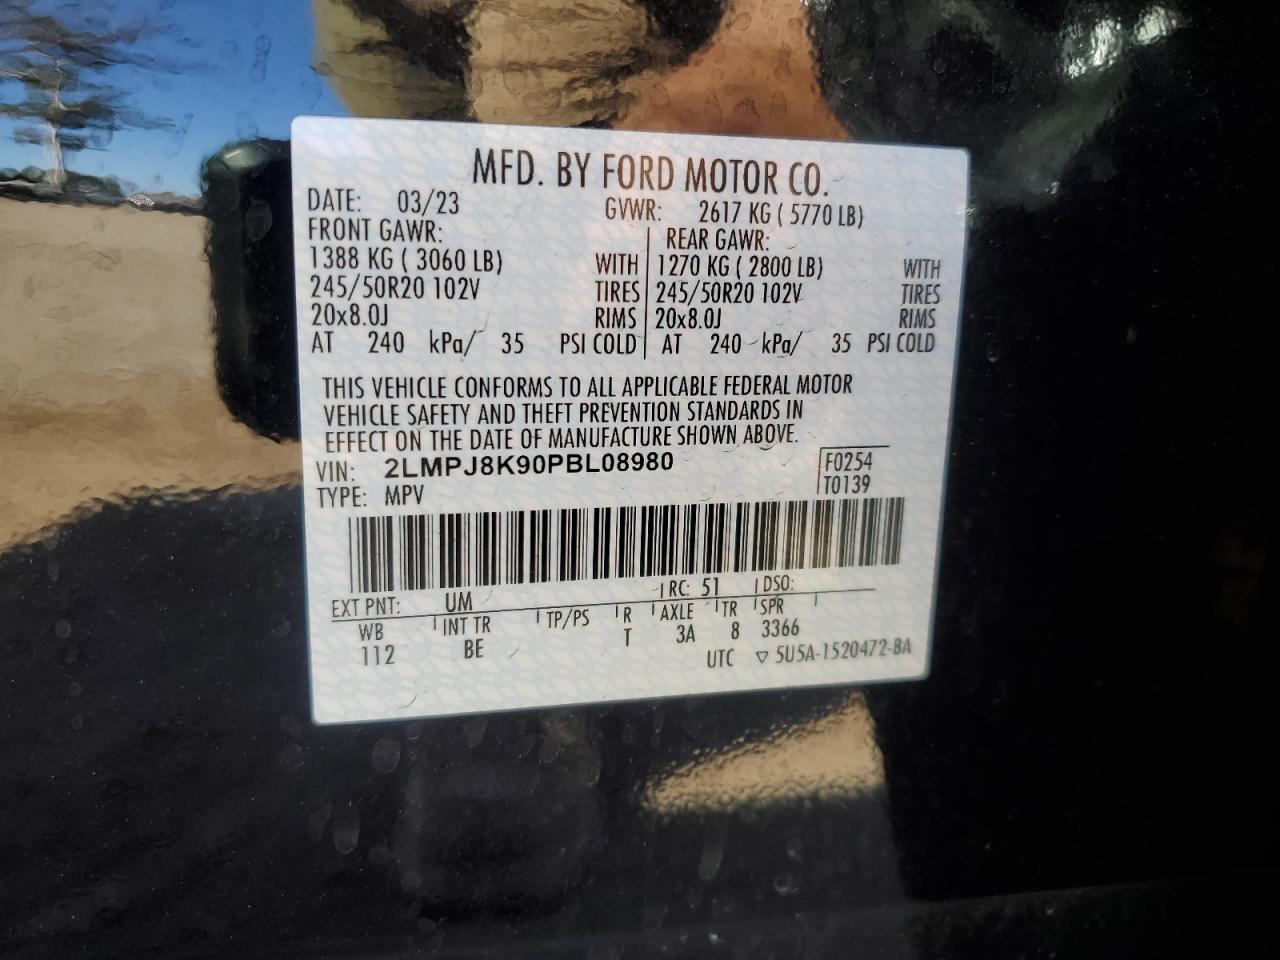 MFD. BY FORD MOTOR CO.
DATE: 03/23 GVWR: 2617 KG ( 5770 LB)
FRONT GAWR: REAR GAWR:
1388 KG ( 3060 LB) WITH 1270 KG ( 2800 LB) WITH
245/50R20 102V TIRES 245/50R20 102V TIRES
20x8.0J RIMS 20x8.0J RIMS
AT 240 kPa/ 35 PSI COLD AT 240 kPa/ 35 PSI COLD
THIS VEHICLE CONFORMS TO ALL APPLICABLE FEDERAL MOTOR
VEHICLE SAFETY AND THEFT PREVENTION STANDARDS IN
EFFECT ON THE DATE OF MANUFACTURE SHOWN ABOVE.
VIN: 2LMPJ8K90PBL08980 F0254
TYPE: MPV T0139
EXT PNT: UM RC: 51 DSO:
WB INT TR TP/PS R AXLE TR SPR
112 BE T 3A 8 3366
UTC ▽ 5U5A-1520472-BA